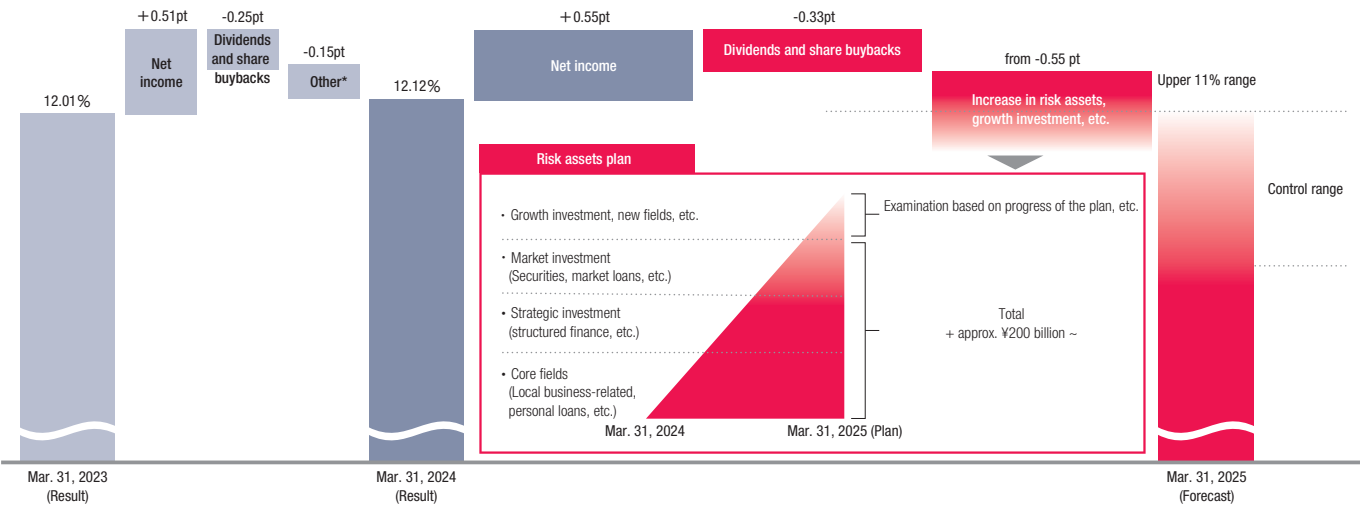 +0.51pt
-0.25pt
-0.15pt
+0.55pt
-0.33pt
from -0.55 pt
Net
income
Dividends
and share
buybacks
Other*
Net income
Dividends and share buybacks
Increase in risk assets,
growth investment, etc.
Upper 11% range
12.01%
12.12%
Control range
Risk assets plan
・Growth investment, new fields, etc.
Examination based on progress of the plan, etc.
・Market investment
(Securities, market loans, etc.)
・Strategic investment
(structured finance, etc.)
Total
+ approx. ¥200 billion ~
・Core fields
(Local business-related,
personal loans, etc.)
Mar. 31, 2024
Mar. 31, 2025 (Plan)
Mar. 31, 2023
(Result)
Mar. 31, 2024
(Result)
Mar. 31, 2025
(Forecast)